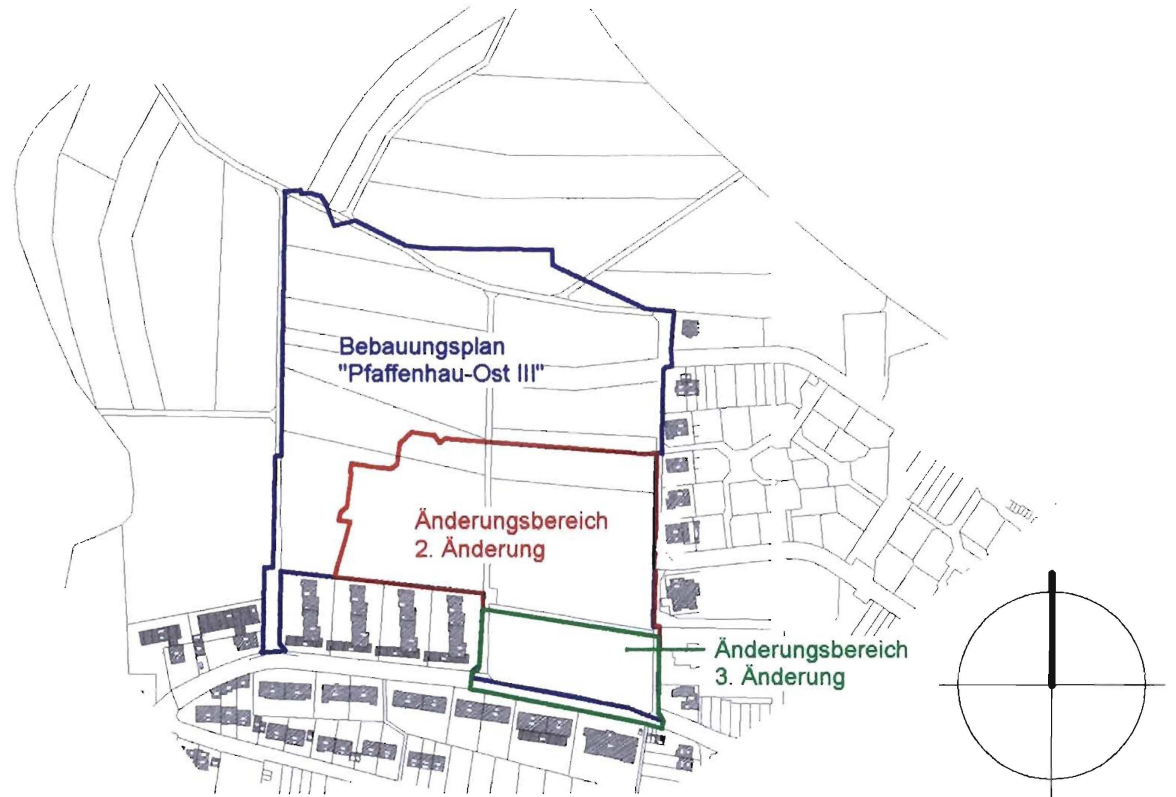 Bebauungsplan
"Pfaffenhau-Ost III"
Änderungsbereich
2. Änderung
Änderungsbereich
3. Änderung